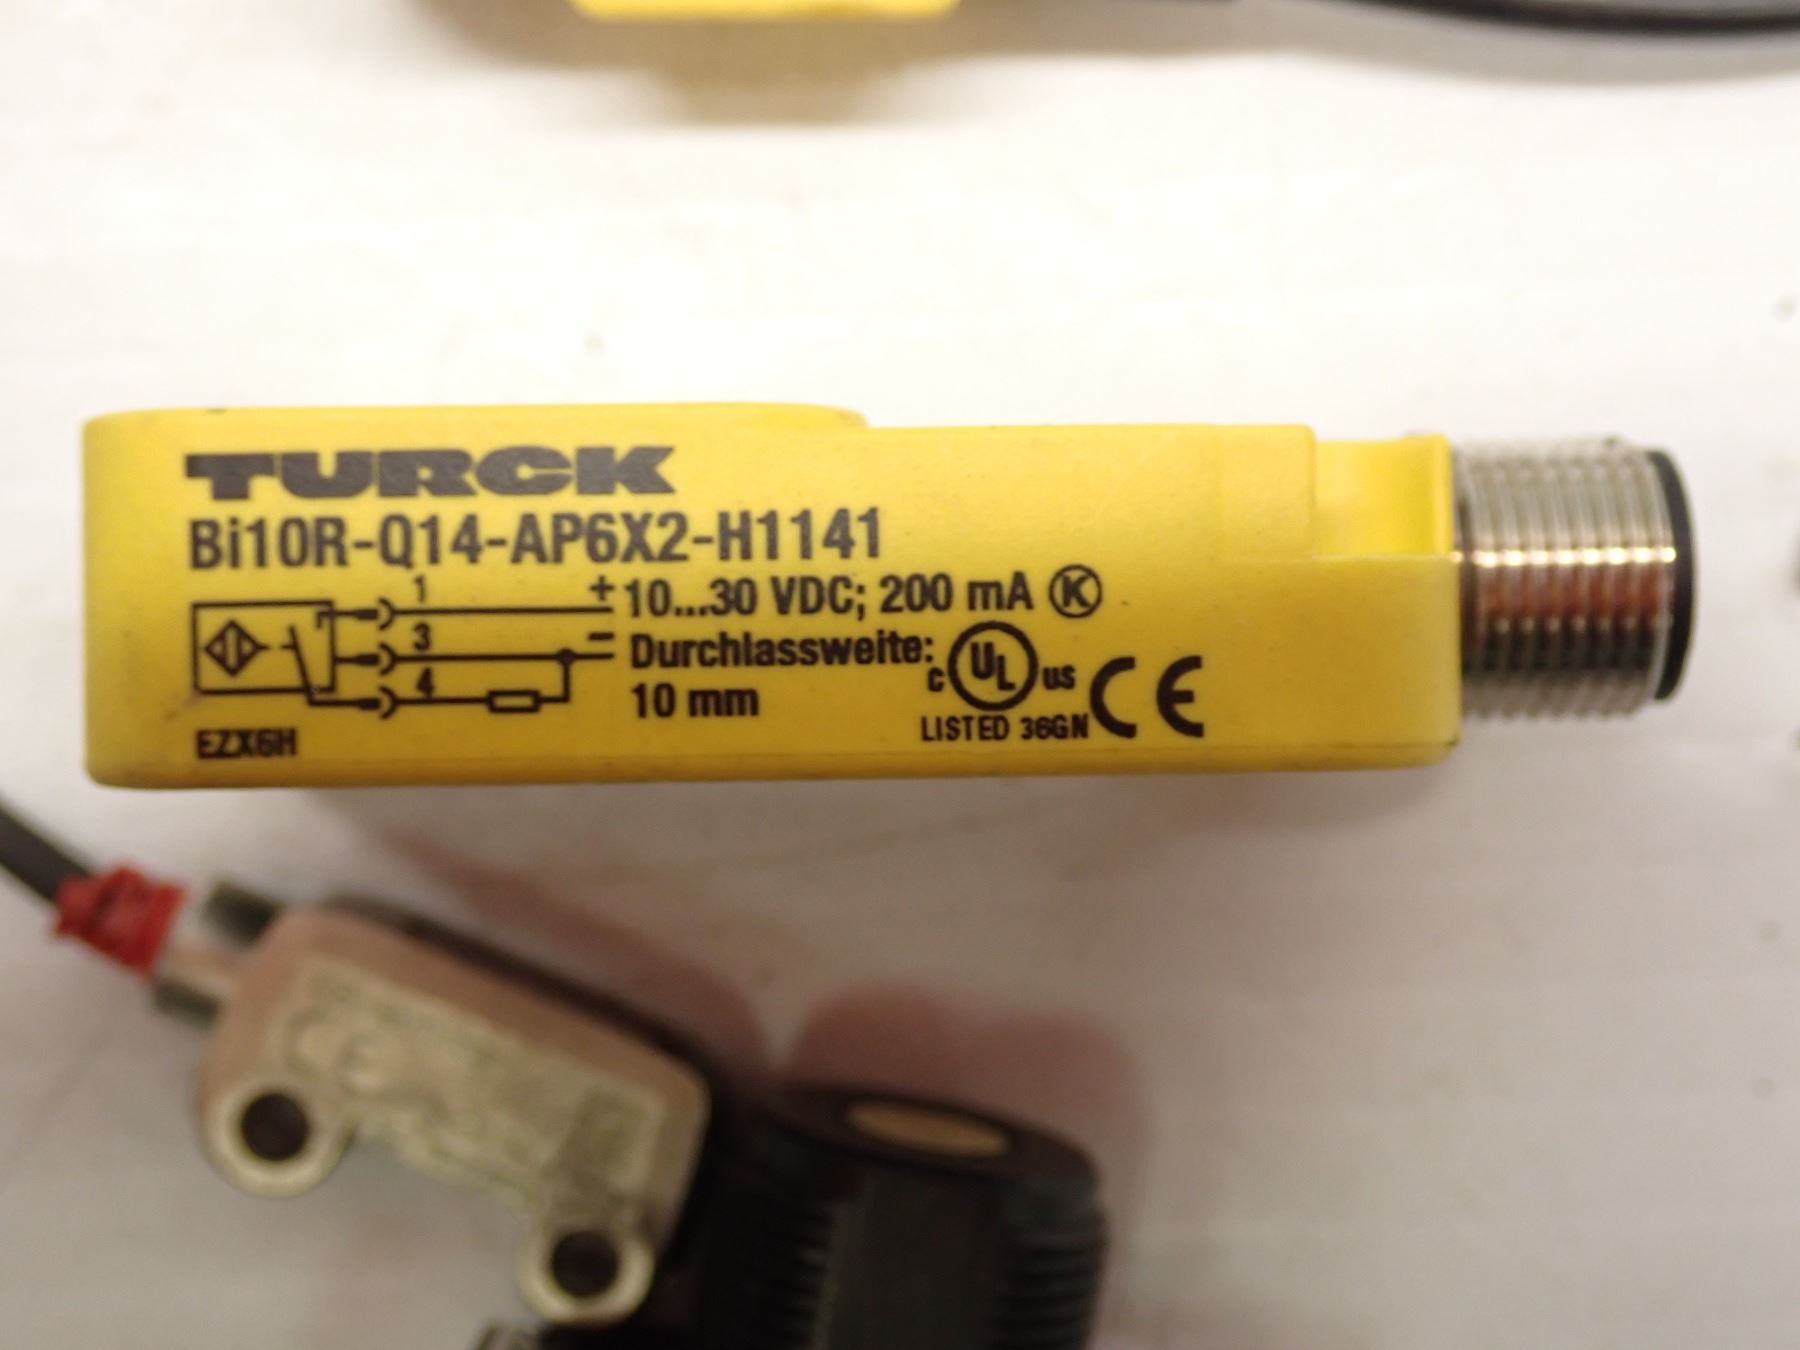 TURCK
Bi10R-Q14-AP6X2-H1141
1 + 10...30 VDC; 200 mA K
3 - Durchlassweite:
4 10 mm
c UL US CE
LISTED 36GN
EZX6H